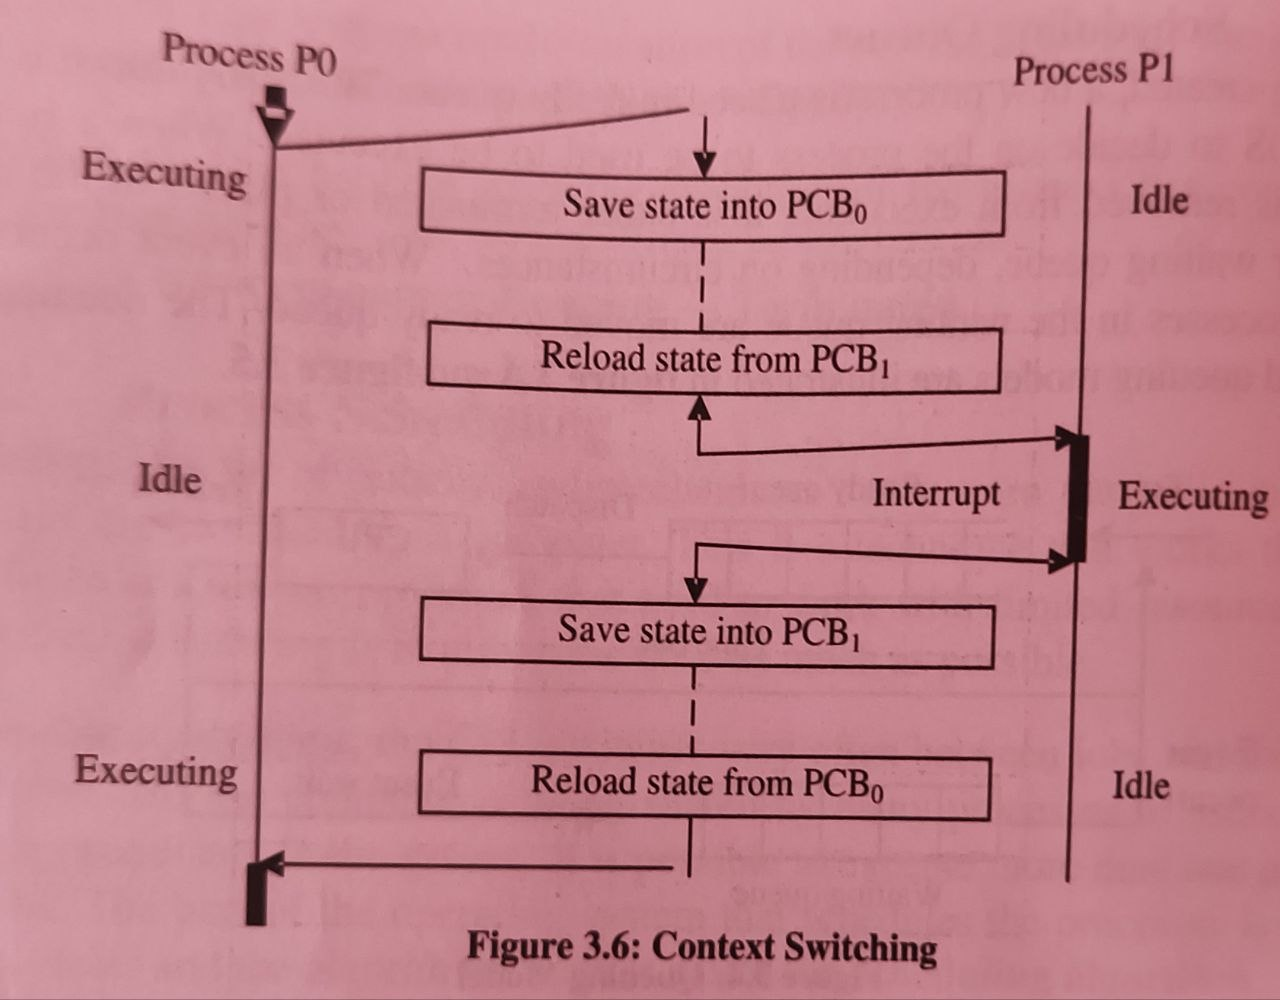 Process P0
Process P1
Executing
Save state into PCB₀
Idle
Reload state from PCB₁
Idle
Interrupt
Executing
Save state into PCB₁
Executing
Reload state from PCB₀
Idle
Figure 3.6: Context Switching